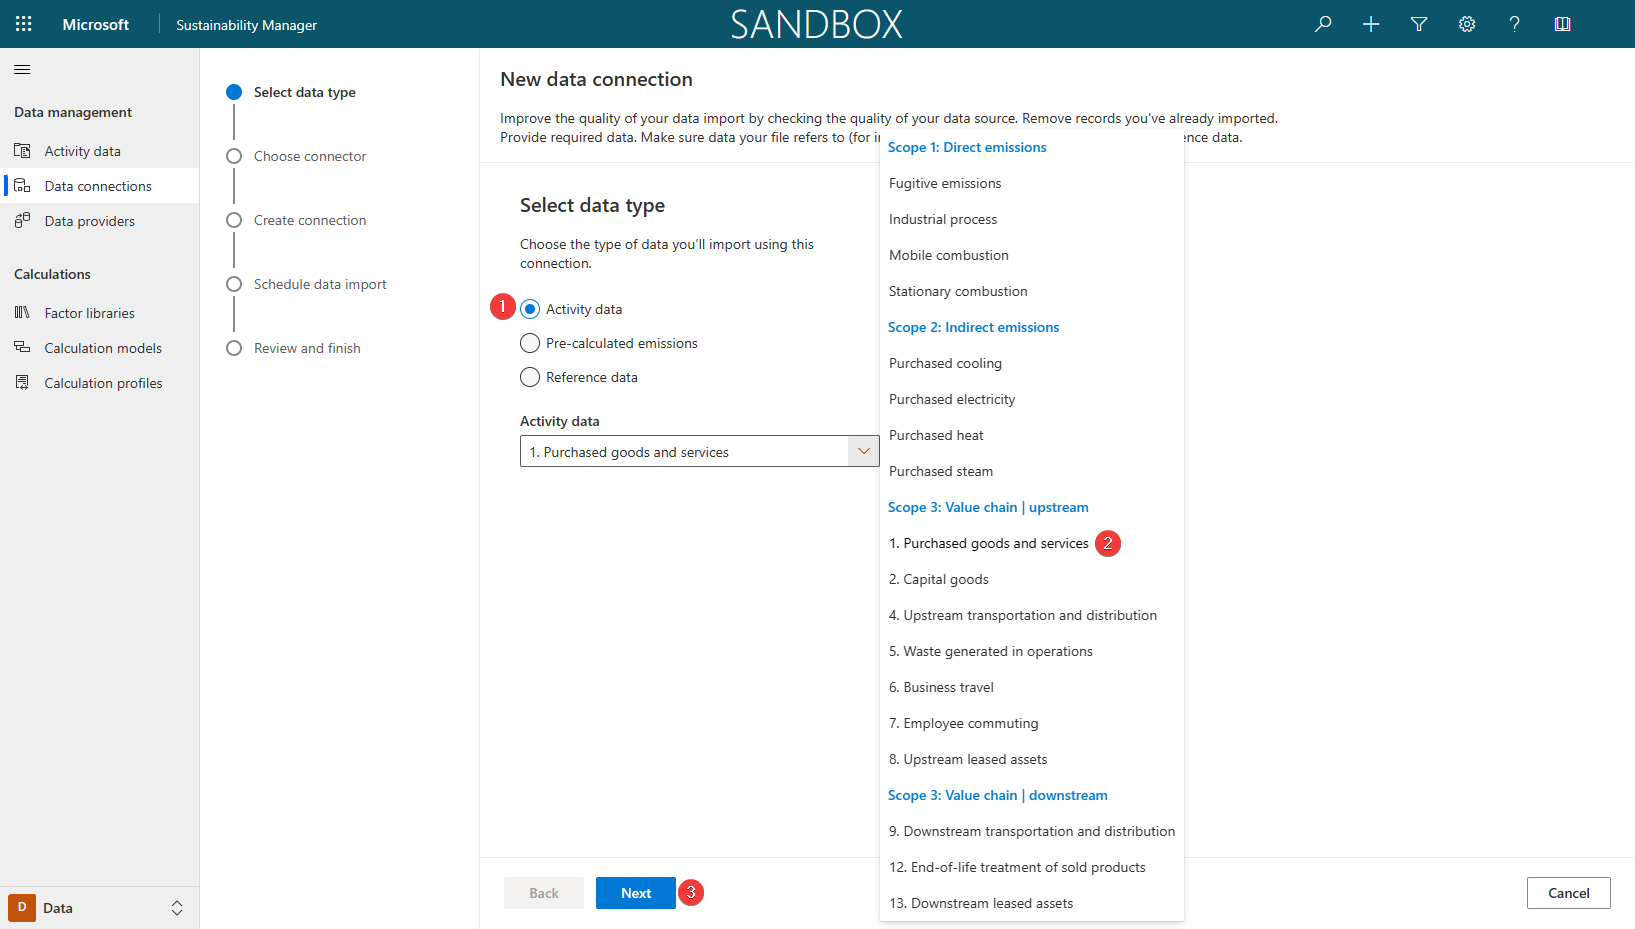 Microsoft
Sustainability Manager
SANDBOX
Data management
Activity data
Data connections
Data providers
Calculations
Factor libraries
Calculation models
Calculation profiles
D
Data
Select data type
Choose connector
Create connection
Schedule data import
Review and finish
New data connection
Improve the quality of your data import by checking the quality of your data source. Remove records you've already imported.
Provide required data. Make sure data your file refers to (for i
ence data.
Select data type
Choose the type of data you'll import using this
connection.
1
Activity data
Pre-calculated emissions
Reference data
Activity data
1. Purchased goods and services
Scope 1: Direct emissions
Fugitive emissions
Industrial process
Mobile combustion
Stationary combustion
Scope 2: Indirect emissions
Purchased cooling
Purchased electricity
Purchased heat
Purchased steam
Scope 3: Value chain | upstream
1. Purchased goods and services
2
2. Capital goods
4. Upstream transportation and distribution
5. Waste generated in operations
6. Business travel
7. Employee commuting
8. Upstream leased assets
Scope 3: Value chain | downstream
9. Downstream transportation and distribution
12. End-of-life treatment of sold products
13. Downstream leased assets
Back
Next
3
Cancel